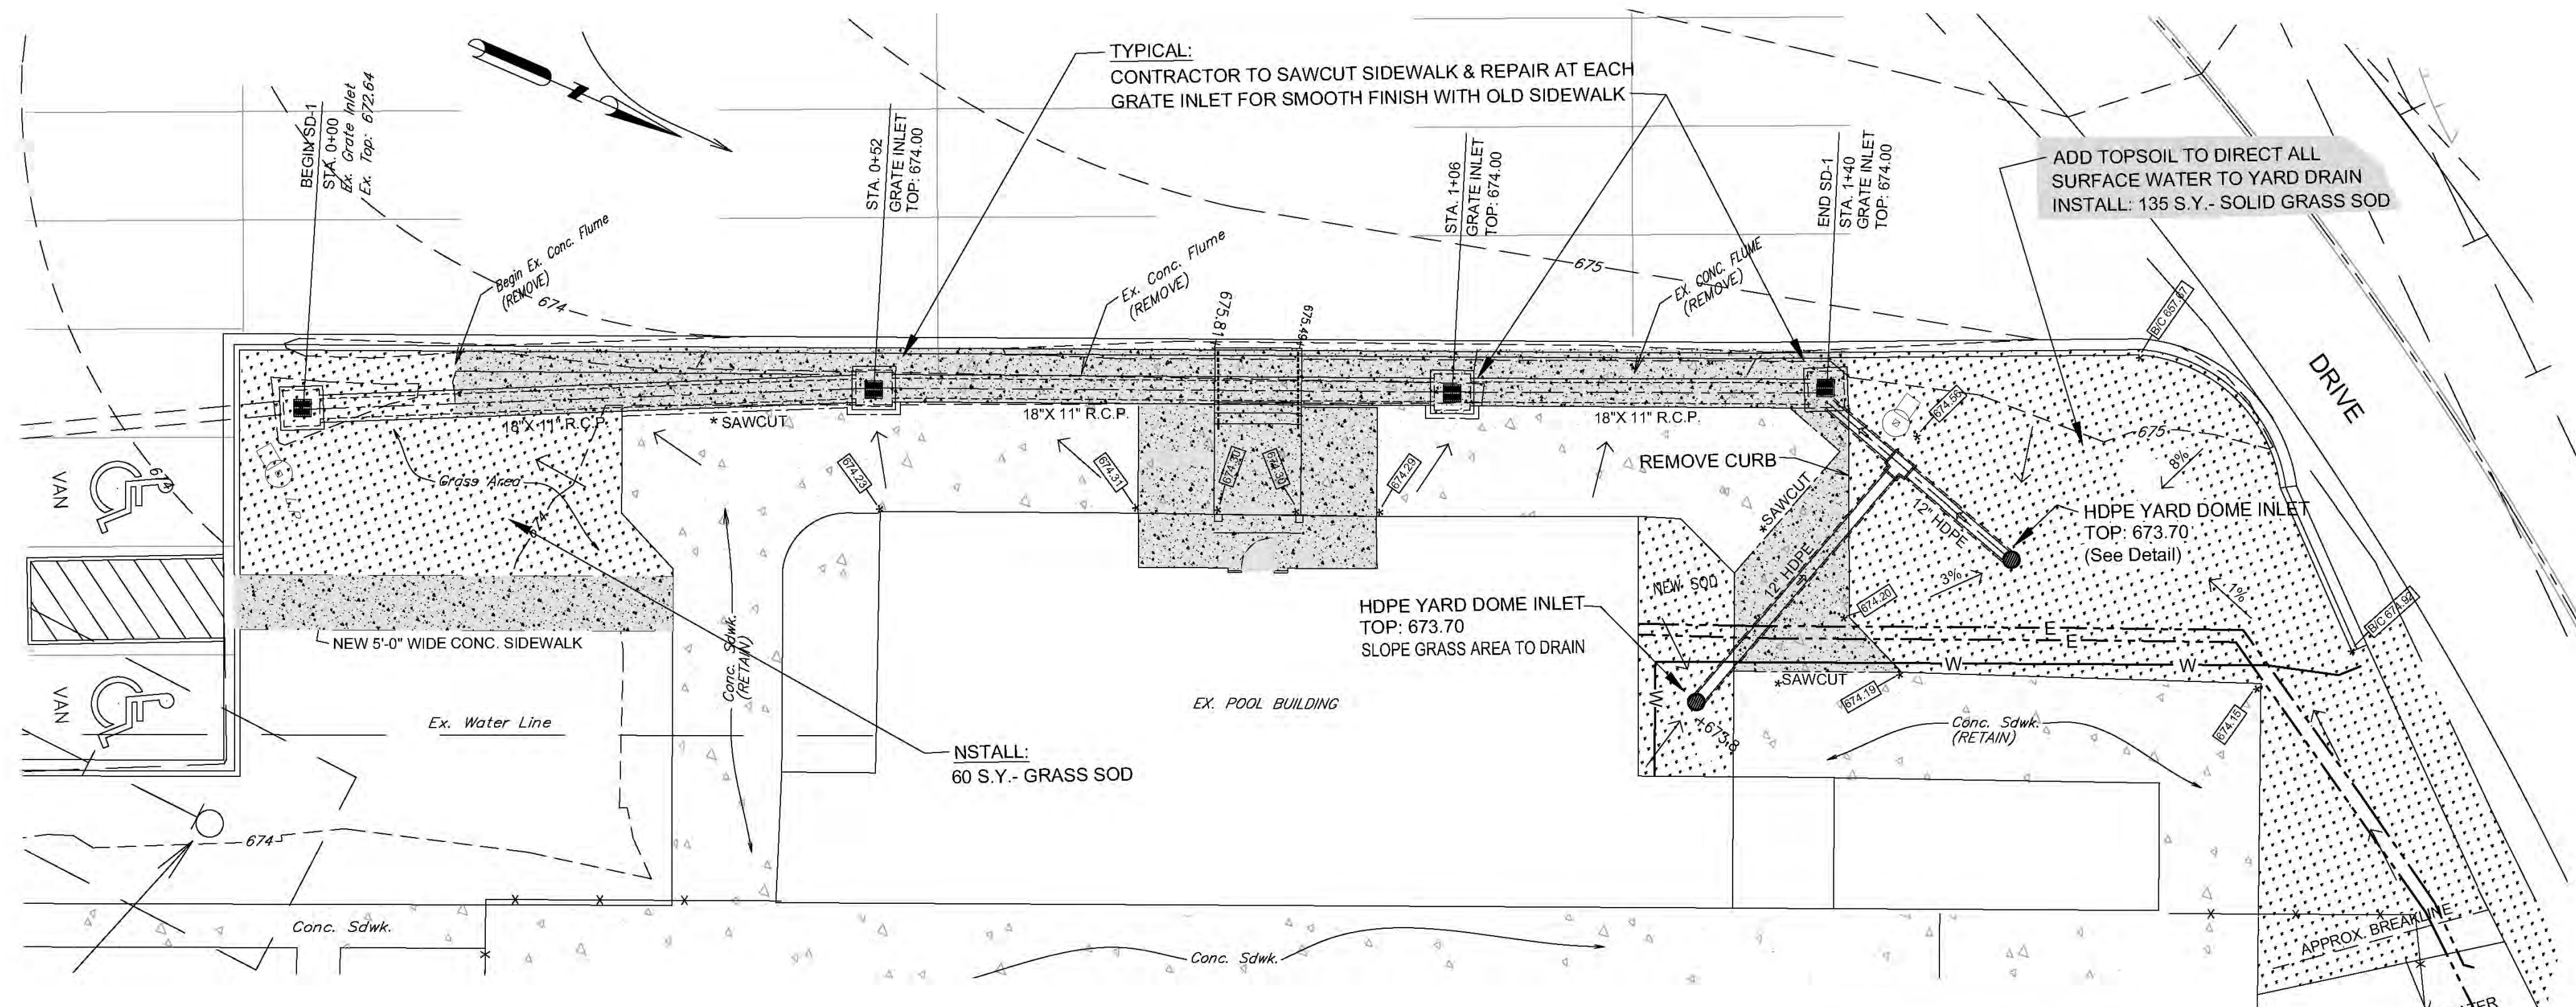 TYPICAL:
CONTRACTOR TO SAWCUT SIDEWALK & REPAIR AT EACH
GRATE INLET FOR SMOOTH FINISH WITH OLD SIDEWALK
BEGIN SD-1
STA. 0+00
Ex. Grate Inlet
Ex. Top: 672.64
STA. 0+52
GRATE INLET
TOP: 674.00
STA. 1+06
GRATE INLET
TOP: 674.00
END SD-1
STA. 1+40
GRATE INLET
TOP: 674.00
ADD TOPSOIL TO DIRECT ALL
SURFACE WATER TO YARD DRAIN
INSTALL: 135 S.Y.- SOLID GRASS SOD
Begin Ex. Conc. Flume
(REMOVE)
674
Ex. Conc. Flume
(REMOVE)
675.81
675.49
675
EX. CONC. FLUME
(REMOVE)
B/C 657.67
DRIVE
18"X 11" R.C.P.
* SAWCUT
18"X 11" R.C.P.
18"X 11" R.C.P.
674.56
675
8%
VAN
674
L.P.
Grass Area
674
674.23
674.31
674.30
674.30
674.29
REMOVE CURB
*SAWCUT
12" HDPE
HDPE YARD DOME INLET
TOP: 673.70
(See Detail)
12" HDPE
3%
1%
NEW SOD
674.20
B/C 674.92
HDPE YARD DOME INLET
TOP: 673.70
SLOPE GRASS AREA TO DRAIN
E
E
W
W
W
NEW 5'-0" WIDE CONC. SIDEWALK
Conc. Sdwk.
(RETAIN)
VAN
Ex. Water Line
EX. POOL BUILDING
*SAWCUT
674.19
674.15
+673.8
Conc. Sdwk.
(RETAIN)
NSTALL:
60 S.Y.- GRASS SOD
674
Conc. Sdwk.
Conc. Sdwk.
APPROX. BREAKLINE